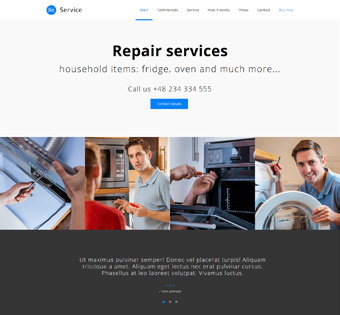 Be Service
Start Testimonials Service How it works Prices Contact Buy now
Repair services
household items: fridge, oven and much more...
Call us +48 234 334 555
Contact details
Ut maximus pulvinar semper! Donec vel placerat turpis! Aliquam
tristique a amet. Aliquam eget lectus nec erat pulvinar cursus.
Phasellus at leo laoreet volutpat. Vivamus luctus.